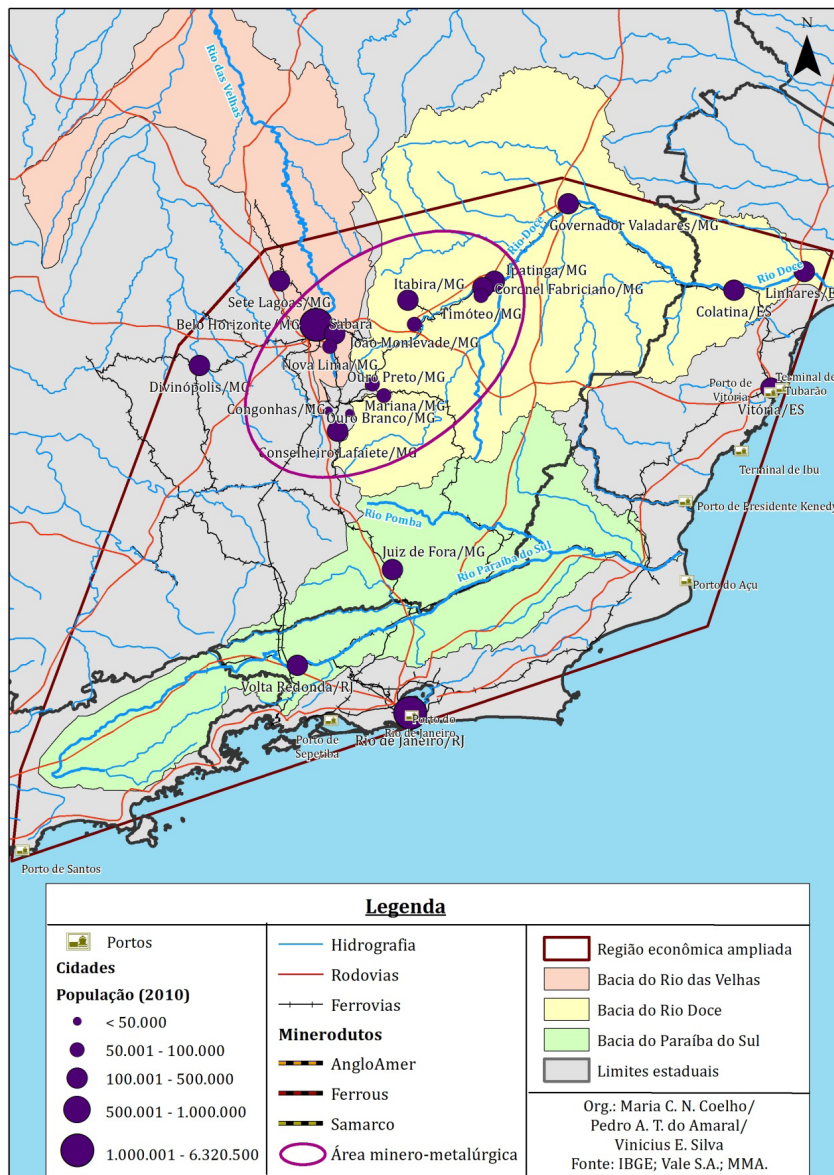 N
Rio das Velhas
Governador Valadares/MG
Rio Doce
Ipatinga/MG
Itabira/MG
Coronel Fabriciano/MG
Rio Doce
Linhares/E
Sete Lagoas/MG
Timóteo/MG
Colatina/ES
Belo Horizonte/MG
Sabará
João Monlevade/MG
Nova Lima/MG
Divinópolis/MG
Ouro Preto/MG
Porto de
Vitória
Terminal de
Tubarão
Mariana/MG
Congonhas/MG
Ouro Branco/MG
Vitória/ES
Conselheiro Lafaiete/MG
Terminal de Ibu
Porto de Presidente Kenedy
Rio Pomba
Juiz de Fora/MG
Rio Paraíba do Sul
Porto do Açu
Volta Redonda/RJ
Porto do
Rio de Janeiro
Porto de
Sepetiba
Rio de Janeiro/RJ
Porto de Santos
Legenda
Portos
Cidades
População (2010)
< 50.000
50.001 - 100.000
100.001 - 500.000
500.001 - 1.000.000
1.000.001 - 6.320.500
Hidrografia
Rodovias
Ferrovias
Minerodutos
AngloAmer
Ferrous
Samarco
Área minero-metalúrgica
Região econômica ampliada
Bacia do Rio das Velhas
Bacia do Rio Doce
Bacia do Paraíba do Sul
Limites estaduais
Org.: Maria C. N. Coelho/
Pedro A. T. do Amaral/
Vinicius E. Silva
Fonte: IBGE; Vale S.A.; MMA.